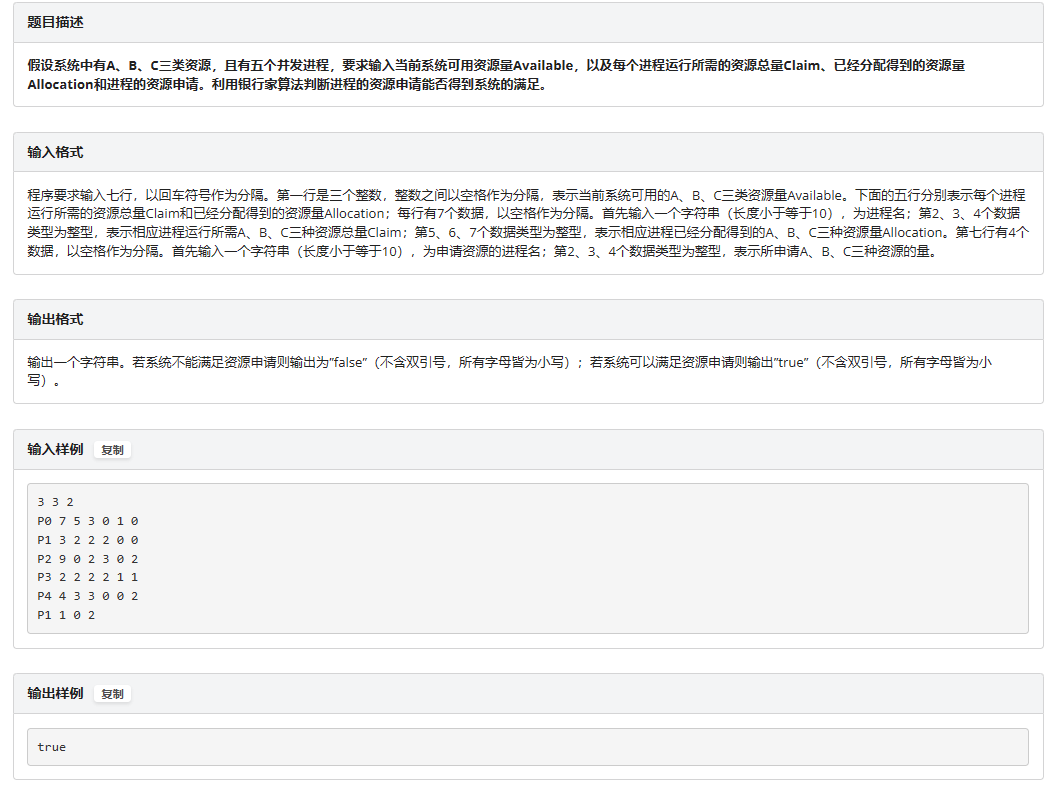 题目描述
假设系统中有A、B、C三类资源，且有五个并发进程，要求输入当前系统可用资源量Available，以及每个进程运行所需的资源总量Claim、已经分配得到的资源量
Allocation和进程的资源申请。利用银行家算法判断进程的资源申请能否得到系统的满足。
输入格式
程序要求输入七行，以回车符号作为分隔。第一行是三个整数，整数之间以空格作为分隔，表示当前系统可用的A、B、C三类资源量Available。下面的五行分别表示每个进程
运行所需的资源总量Claim和已经分配得到的资源量Allocation；每行有7个数据，以空格作为分隔。首先输入一个字符串（长度小于等于10），为进程名；第2、3、4个数据
类型为整型，表示相应进程运行所需A、B、C三种资源总量Claim；第5、6、7个数据类型为整型，表示相应进程已经分配得到的A、B、C三种资源量Allocation。第七行有4个
数据，以空格作为分隔。首先输入一个字符串（长度小于等于10），为申请资源的进程名；第2、3、4个数据类型为整型，表示所申请A、B、C三种资源的量。
输出格式
输出一个字符串。若系统不能满足资源申请则输出为”false”（不含双引号，所有字母皆为小写）；若系统可以满足资源申请则输出”true”（不含双引号，所有字母皆为小
写）。
输入样例 复制
3 3 2
P0 7 5 3 0 1 0
P1 3 2 2 2 0 0
P2 9 0 2 3 0 2
P3 2 2 2 2 1 1
P4 4 3 3 0 0 2
P1 1 0 2
输出样例 复制
true